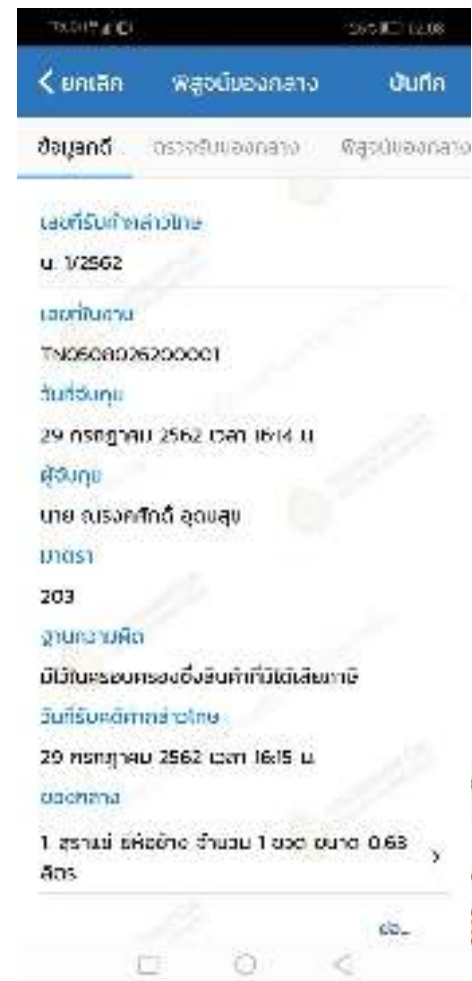 12:08
ยกเลิก พิสูจน์ของกลาง บันทึก
ข้อมูลคดี ตรวจรับของกลาง พิสูจน์ของกลาง
เลขที่รับคำกล่าวโทษ
น. 1/2562
เลขที่ใบงาน
TN0508026200001
วันที่จับกุม
29 กรกฎาคม 2562 เวลา 16:14 น.
ผู้จับกุม
นาย ณรงศักดิ์ อุดมสุข
มาตรา
203
ฐานความผิด
มีไว้ในครอบครองซึ่งสินค้าที่มิได้เสียภาษี
วันที่รับคดีคำกล่าวโทษ
29 กรกฎาคม 2562 เวลา 16:15 น.
ของกลาง
1. สุราแช่ ยี่ห้อช้าง จำนวน 1 ขวด ขนาด 0.63
ลิตร
ย่อ...